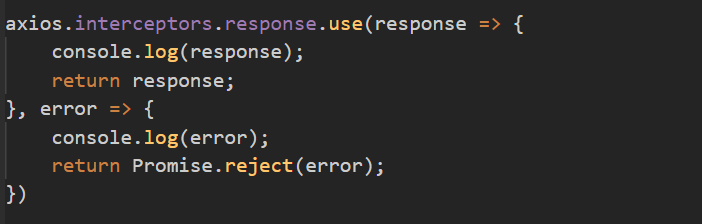 axios.interceptors.response.use(response => {
    console.log(response);
    return response;
}, error => {
    console.log(error);
    return Promise.reject(error);
})